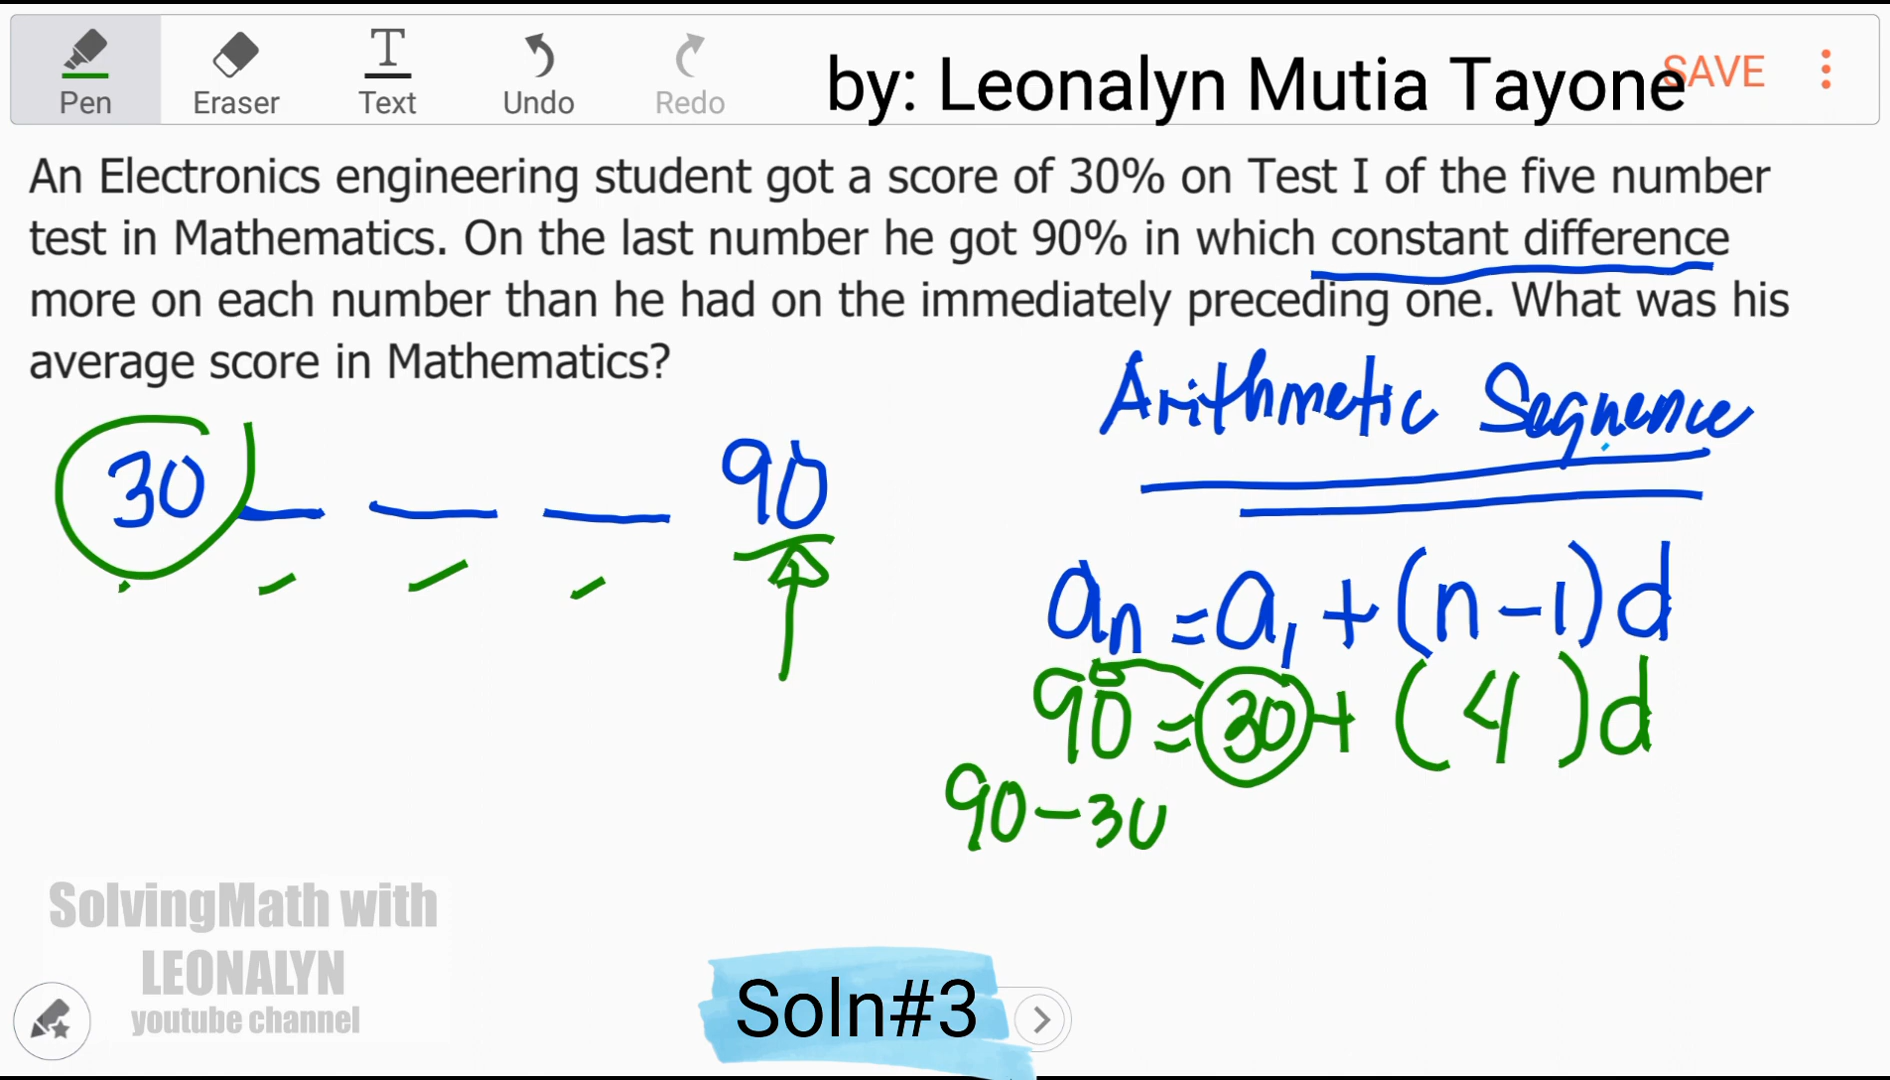 Pen Eraser Text Undo Redo by: Leonalyn Mutia Tayone SAVE
An Electronics engineering student got a score of 30% on Test I of the five number
test in Mathematics. On the last number he got 90% in which constant difference
more on each number than he had on the immediately preceding one. What was his
average score in Mathematics?
Arithmetic Sequence
30 90
an = a1 + (n-1)d
90 = 30 + ( 4 )d
90-30
SolvingMath with
LEONALYN
youtube channel
Soln#3